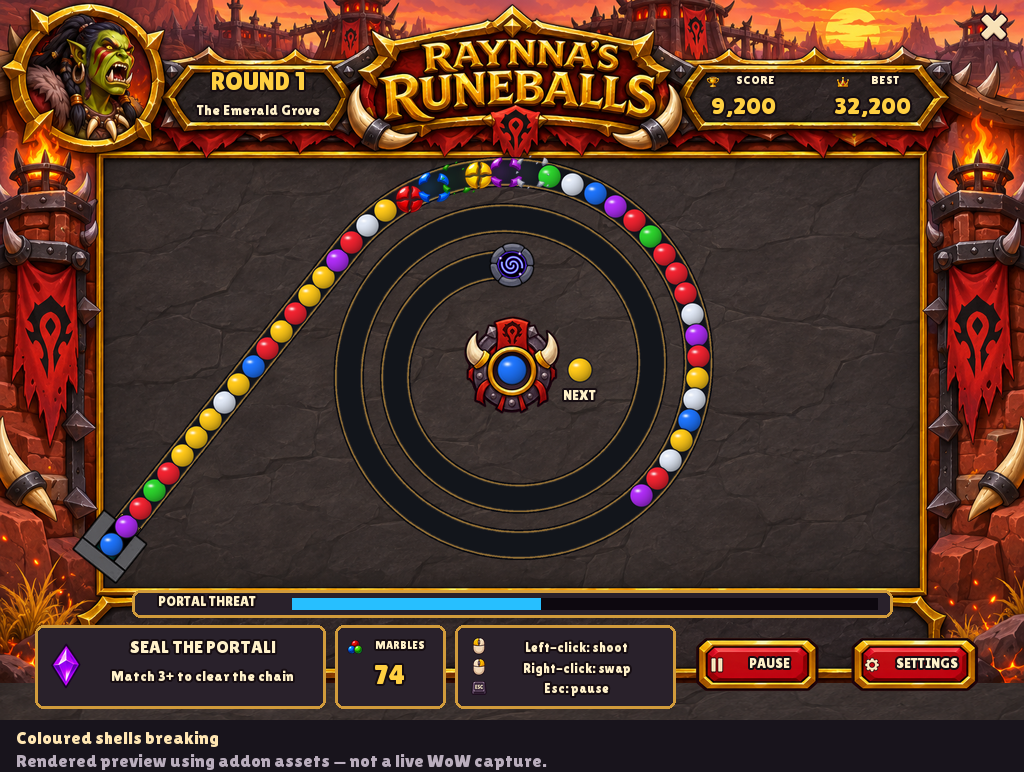 RAYNNA'S
RUNEBALLS
ROUND 1
The Emerald Grove
SCORE
9,200
BEST
32,200
NEXT
PORTAL THREAT
SEAL THE PORTAL!
Match 3+ to clear the chain
MARBLES
74
Left-click: shoot
Right-click: swap
ESC
Esc: pause
PAUSE
SETTINGS
Coloured shells breaking
Rendered preview using addon assets — not a live WoW capture.